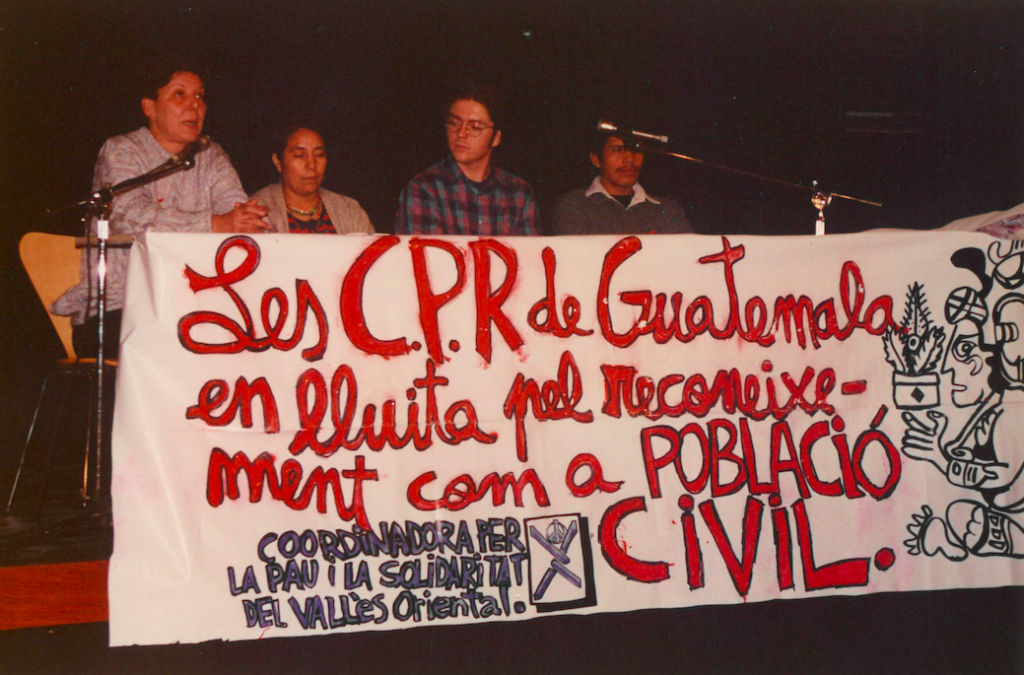 Les C.P.R de Guatemala
en lluita pel reconeixe-
ment com a POBLACIÓ
CiViL.
COORDiNADORA PER
LA PAU i LA SOLiDARiTAT
DEL VALLÈS Oriental.